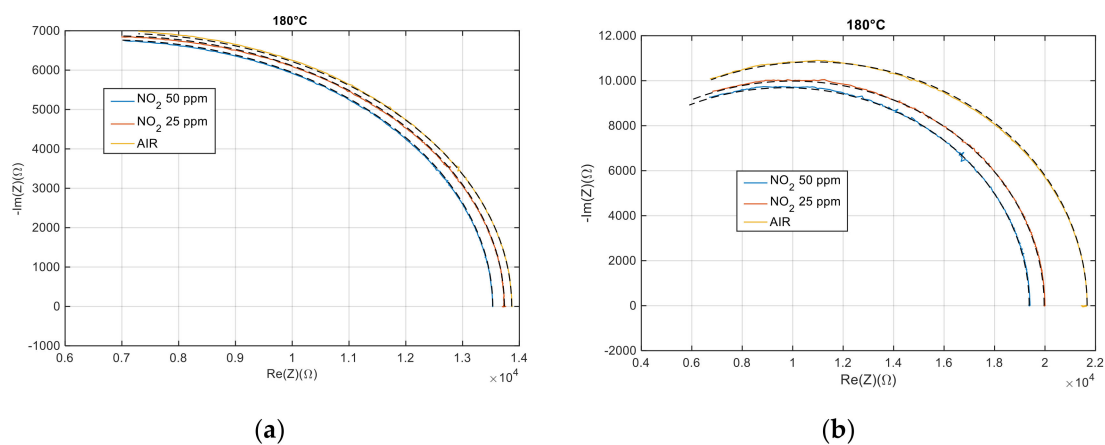 180°C
7000
6000
5000
4000
3000
2000
1000
0
-1000
-Im(Z)(Ω)
NO2 50 ppm
NO2 25 ppm
AIR
0.6 0.7 0.8 0.9 1 1.1 1.2 1.3 1.4
Re(Z)(Ω)
×10^4
(a)
180°C
12.000
10.000
8000
6000
4000
2000
0
-2000
-Im(Z)(Ω)
NO2 50 ppm
NO2 25 ppm
AIR
0.4 0.6 0.8 1 1.2 1.4 1.6 1.8 2 2.2
Re(Z)(Ω)
×10^4
(b)